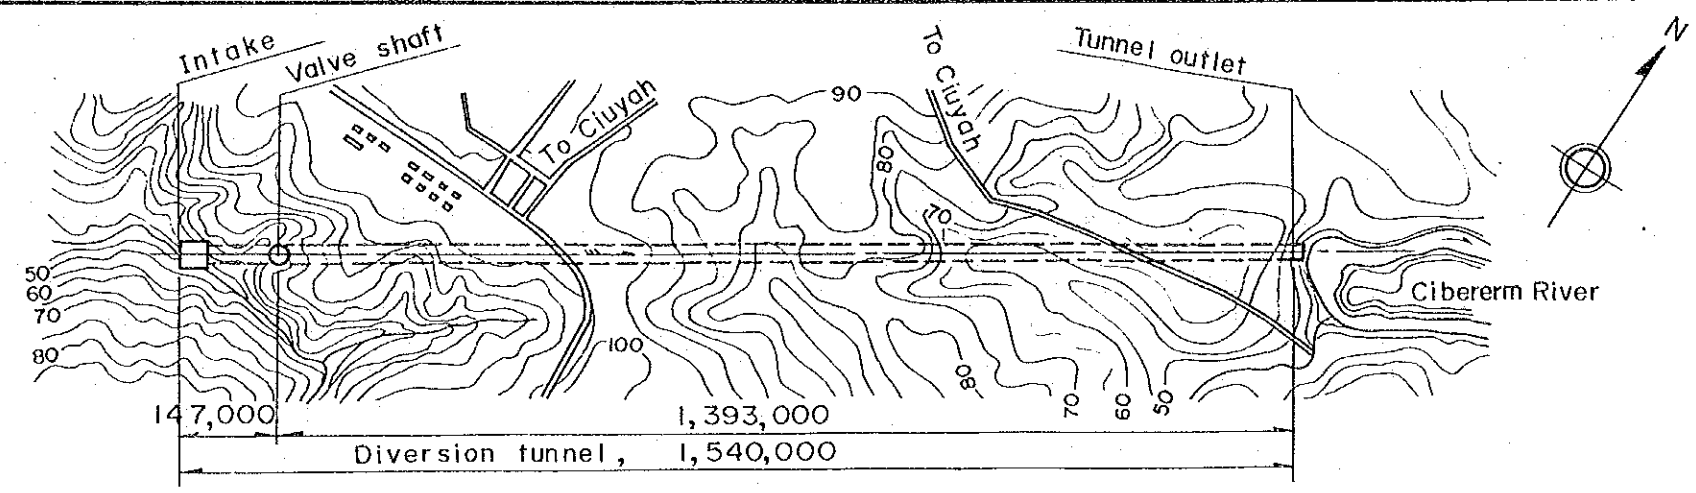 Intake
Valve shaft
To Ciuyah
90
To Ciuyah
Tunnel outlet
N
80
70
50
60
70
80
Cibererm River
100
80
70
60
50
147,000
1,393,000
Diversion tunnel, 1,540,000